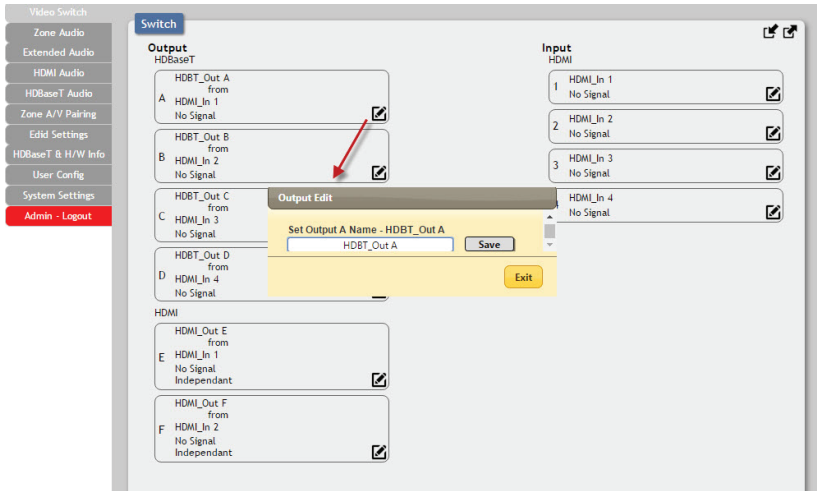 Video Switch
Zone Audio
Extended Audio
HDMI Audio
HDBaseT Audio
Zone A/V Pairing
Edid Settings
HDBaseT & H/W Info
User Config
System Settings
Admin - Logout
Switch
Output
HDBaseT
HDBT_Out A
from
A
HDMI_In 1
No Signal
HDBT_Out B
from
B
HDMI_In 2
No Signal
HDBT_Out C
from
C
HDMI_In 3
No Signal
HDBT_Out D
from
D
HDMI_In 4
No Signal
HDMI
HDMI_Out E
from
E
HDMI_In 1
No Signal
Independant
HDMI_Out F
from
F
HDMI_In 2
No Signal
Independant
Input
HDMI
1
HDMI_In 1
No Signal
2
HDMI_In 2
No Signal
3
HDMI_In 3
No Signal
HDMI_In 4
No Signal
Output Edit
Set Output A Name - HDBT_Out A
HDBT_Out A
Save
Exit